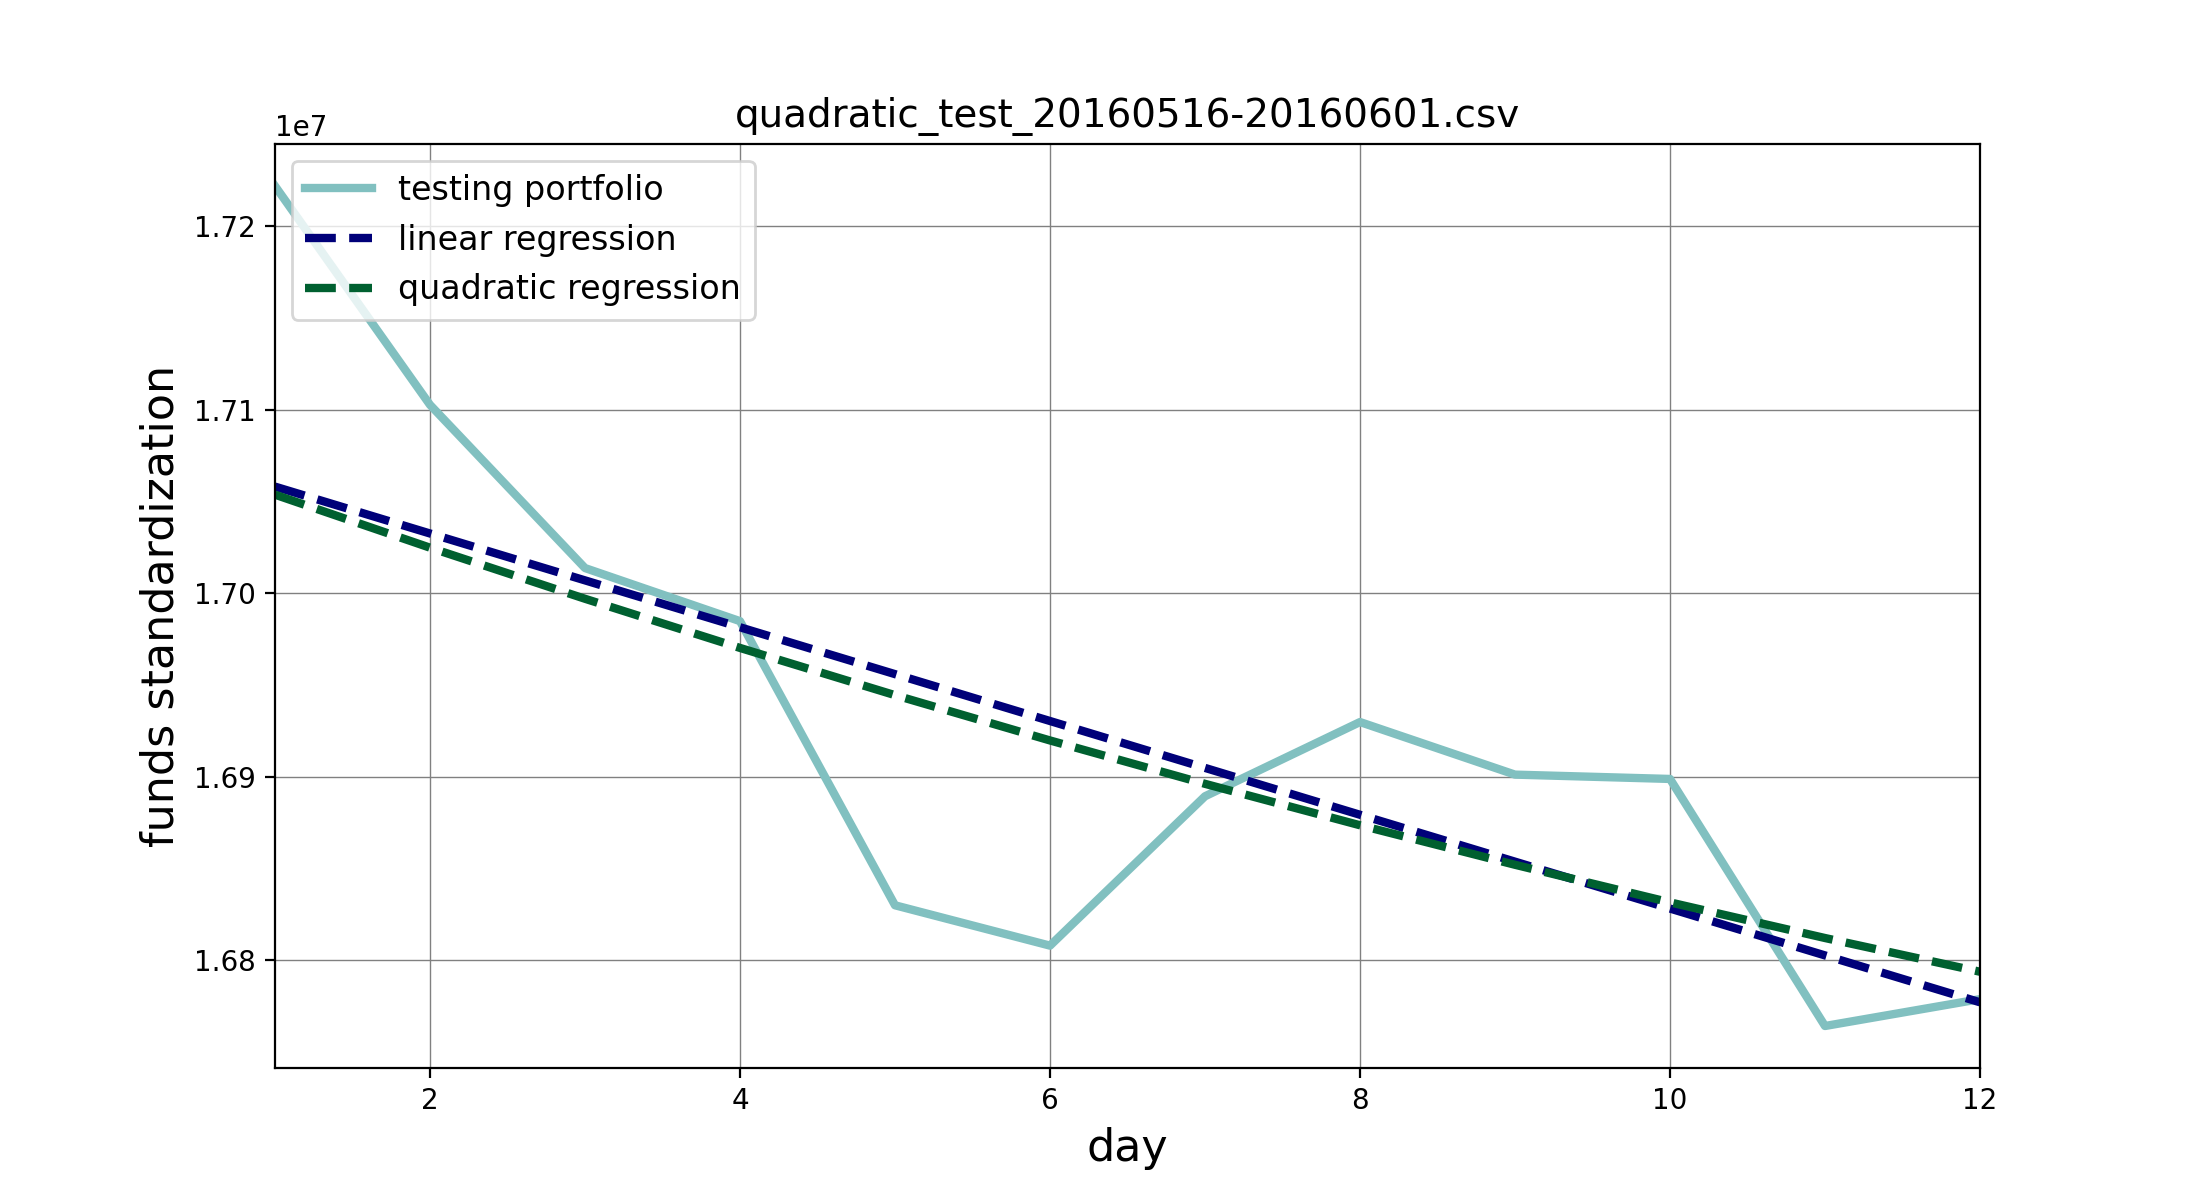 quadratic_test_20160516-20160601.csv
1e7
testing portfolio
linear regression
quadratic regression
1.72
1.71
1.70
1.69
1.68
funds standardization
2 4 6 8 10 12
day